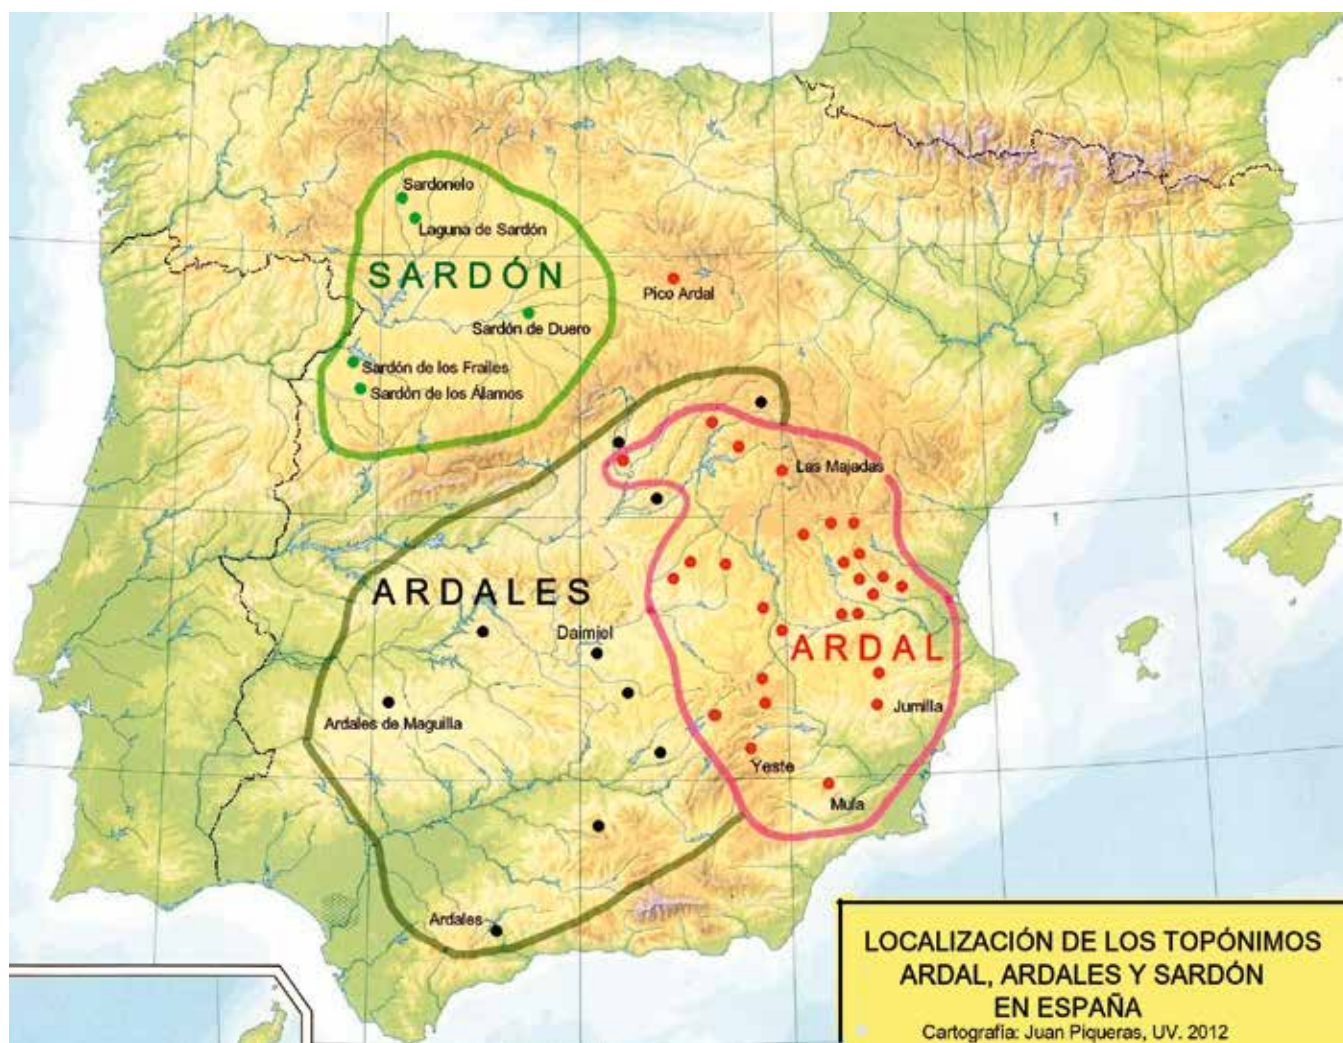 Sardonelo
Laguna de Sardón
SARDÓN
Pico Ardal
Sardón de Duero
Sardón de los Frailes
Sardón de los Álamos
Las Majadas
ARDALES
Daimiel
ARDAL
Ardales de Maguilla
Jumilla
Yeste
Mula
Ardales
LOCALIZACIÓN DE LOS TOPÓNIMOS
ARDAL, ARDALES Y SARDÓN
EN ESPAÑA
Cartografía: Juan Piqueras, UV. 2012